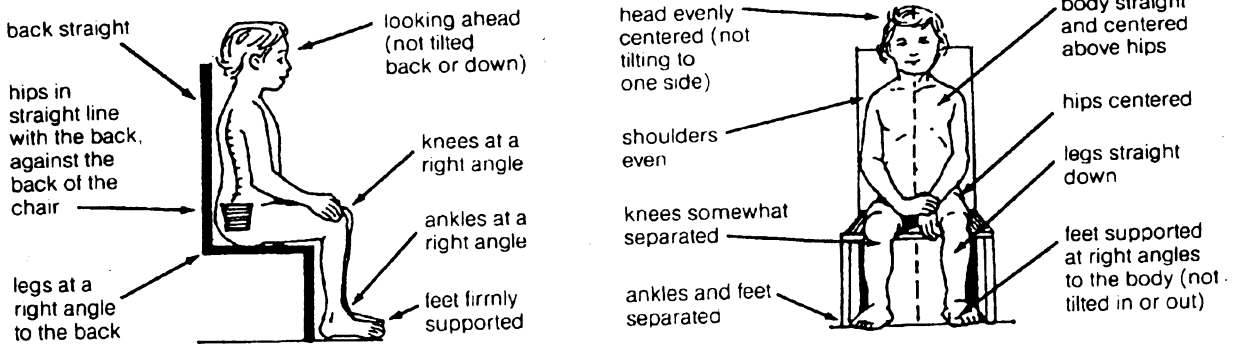 back straight
hips in
straight line
with the back,
against the
back of the
chair
legs at a
right angle
to the back
looking ahead
(not tilted
back or down)
knees at a
right angle
ankles at a
right angle
feet firmly
supported
head evenly
centered (not
tilting to
one side)
shoulders
even
knees somewhat
separated
ankles and feet
separated
body straight
and centered
above hips
hips centered
legs straight
down
feet supported
at right angles
to the body (not
tilted in or out)